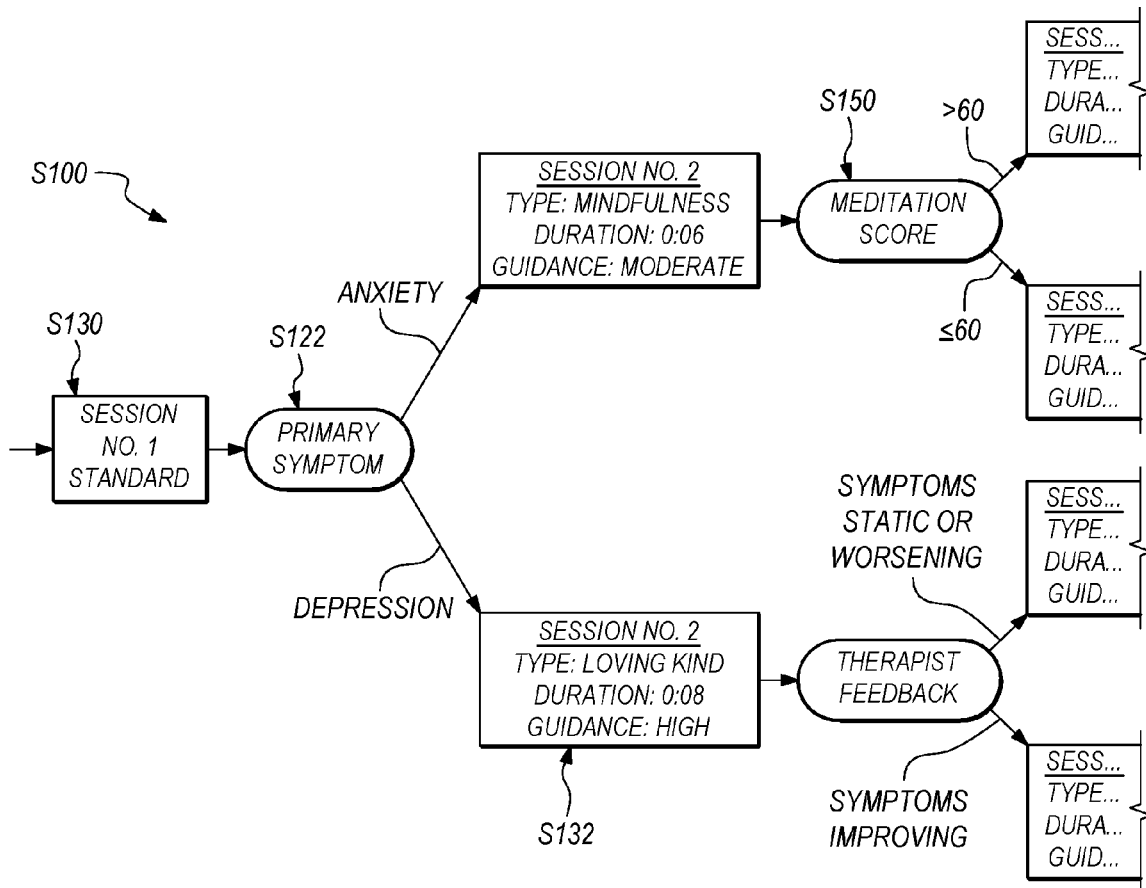 S100
S130
SESSION
NO. 1
STANDARD
S122
PRIMARY
SYMPTOM
ANXIETY
DEPRESSION
SESSION NO. 2
TYPE: MINDFULNESS
DURATION: 0:06
GUIDANCE: MODERATE
S150
MEDITATION
SCORE
>60
≤60
SESS...
TYPE...
DURA...
GUID...
SESS...
TYPE...
DURA...
GUID...
SESSION NO. 2
TYPE: LOVING KIND
DURATION: 0:08
GUIDANCE: HIGH
S132
THERAPIST
FEEDBACK
SYMPTOMS
STATIC OR
WORSENING
SYMPTOMS
IMPROVING
SESS...
TYPE...
DURA...
GUID...
SESS...
TYPE...
DURA...
GUID...